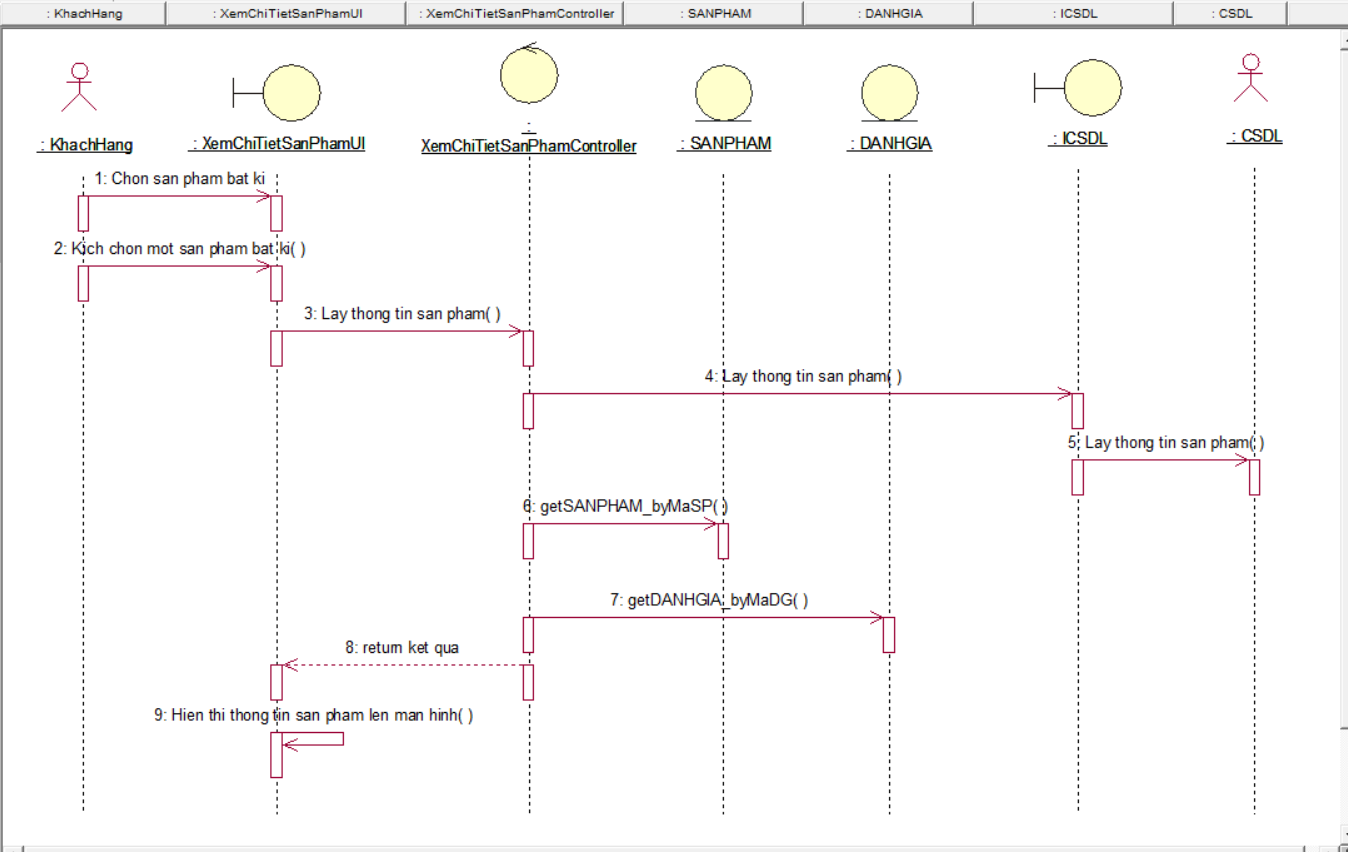 : KhachHang
: XemChiTietSanPhamUI
: XemChiTietSanPhamController
: SANPHAM
: DANHGIA
: ICSDL
: CSDL
: KhachHang
: XemChiTietSanPhamUI
:
XemChiTietSanPhamController
: SANPHAM
: DANHGIA
: ICSDL
: CSDL
1: Chon san pham bat ki
2: Kich chon mot san pham bat ki( )
3: Lay thong tin san pham( )
4: Lay thong tin san pham( )
5: Lay thong tin san pham( )
6: getSANPHAM_byMaSP( )
7: getDANHGIA_byMaDG( )
8: return ket qua
9: Hien thi thong tin san pham len man hinh( )